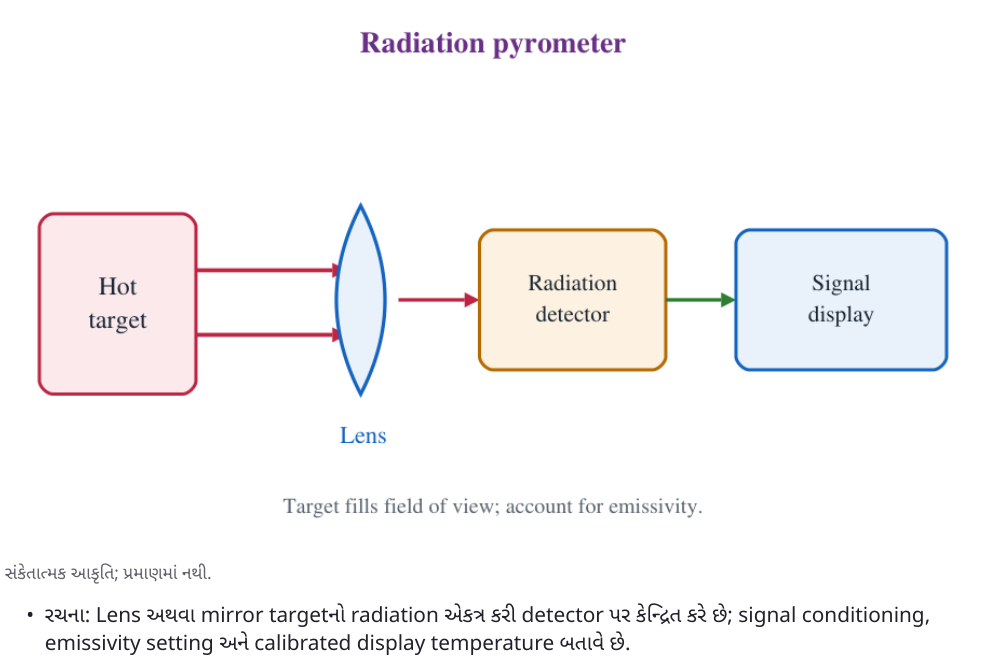 Radiation pyrometer
Hot
target
Lens
Radiation
detector
Signal
display
Target fills field of view; account for emissivity.
સંકેતાત્મક આકૃતિ; પ્રમાણમાં નથી.
• રચના: Lens અથવા mirror targetનો radiation એકત્ર કરી detector પર કેન્દ્રિત કરે છે; signal conditioning,
emissivity setting અને calibrated display temperature બતાવે છે.